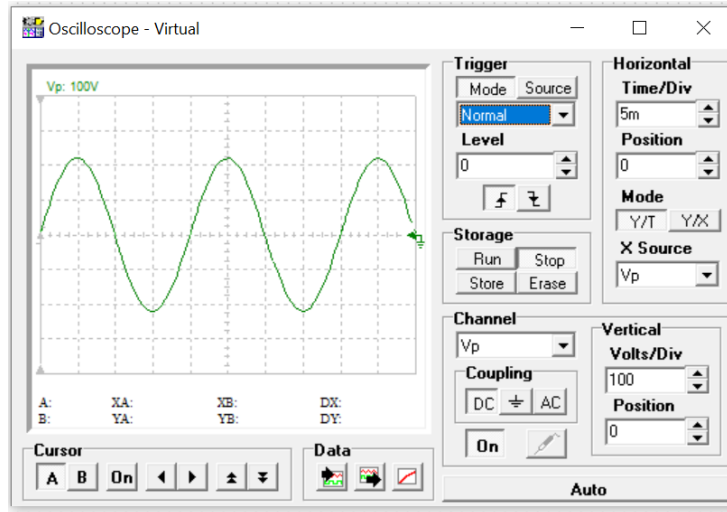 Oscilloscope - Virtual
Vp: 100V
A: XA: XB: DX:
B: YA: YB: DY:
Cursor
A B On
Data
Trigger
Mode Source
Normal
Level
0
Storage
Run Stop
Store Erase
Channel
Vp
Coupling
DC AC
On
Horizontal
Time/Div
5m
Position
0
Mode
Y/T Y/X
X Source
Vp
Vertical
Volts/Div
100
Position
0
Auto